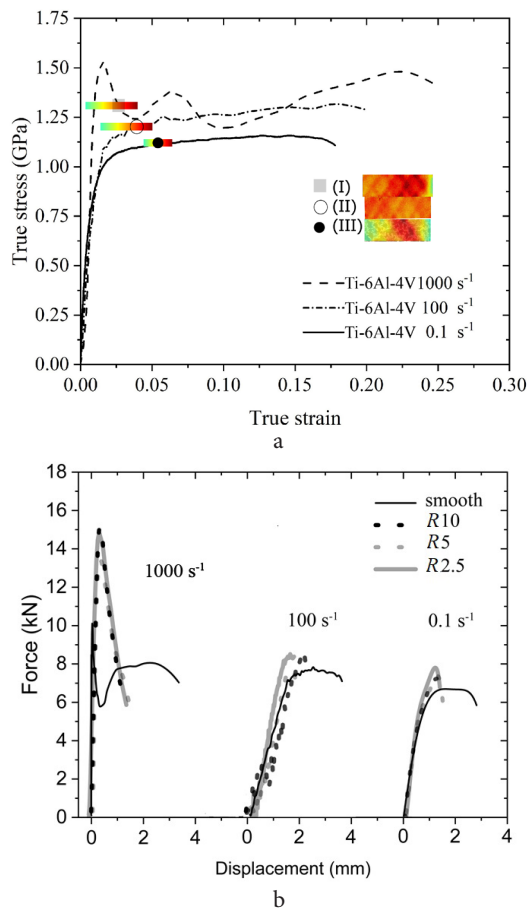 1.75
1.50
1.25
1.00
0.75
0.50
0.25
0.00
True stress (GPa)
(I)
(II)
(III)
Ti-6Al-4V 1000 s-1
Ti-6Al-4V 100 s-1
Ti-6Al-4V 0.1 s-1
0.00 0.05 0.10 0.15 0.20 0.25 0.30
True strain
a
18
16
14
12
10
8
6
4
2
0
Force (kN)
smooth
R10
R5
R2.5
1000 s-1
100 s-1
0.1 s-1
0 2 4 0 2 4 0 2 4
Displacement (mm)
b